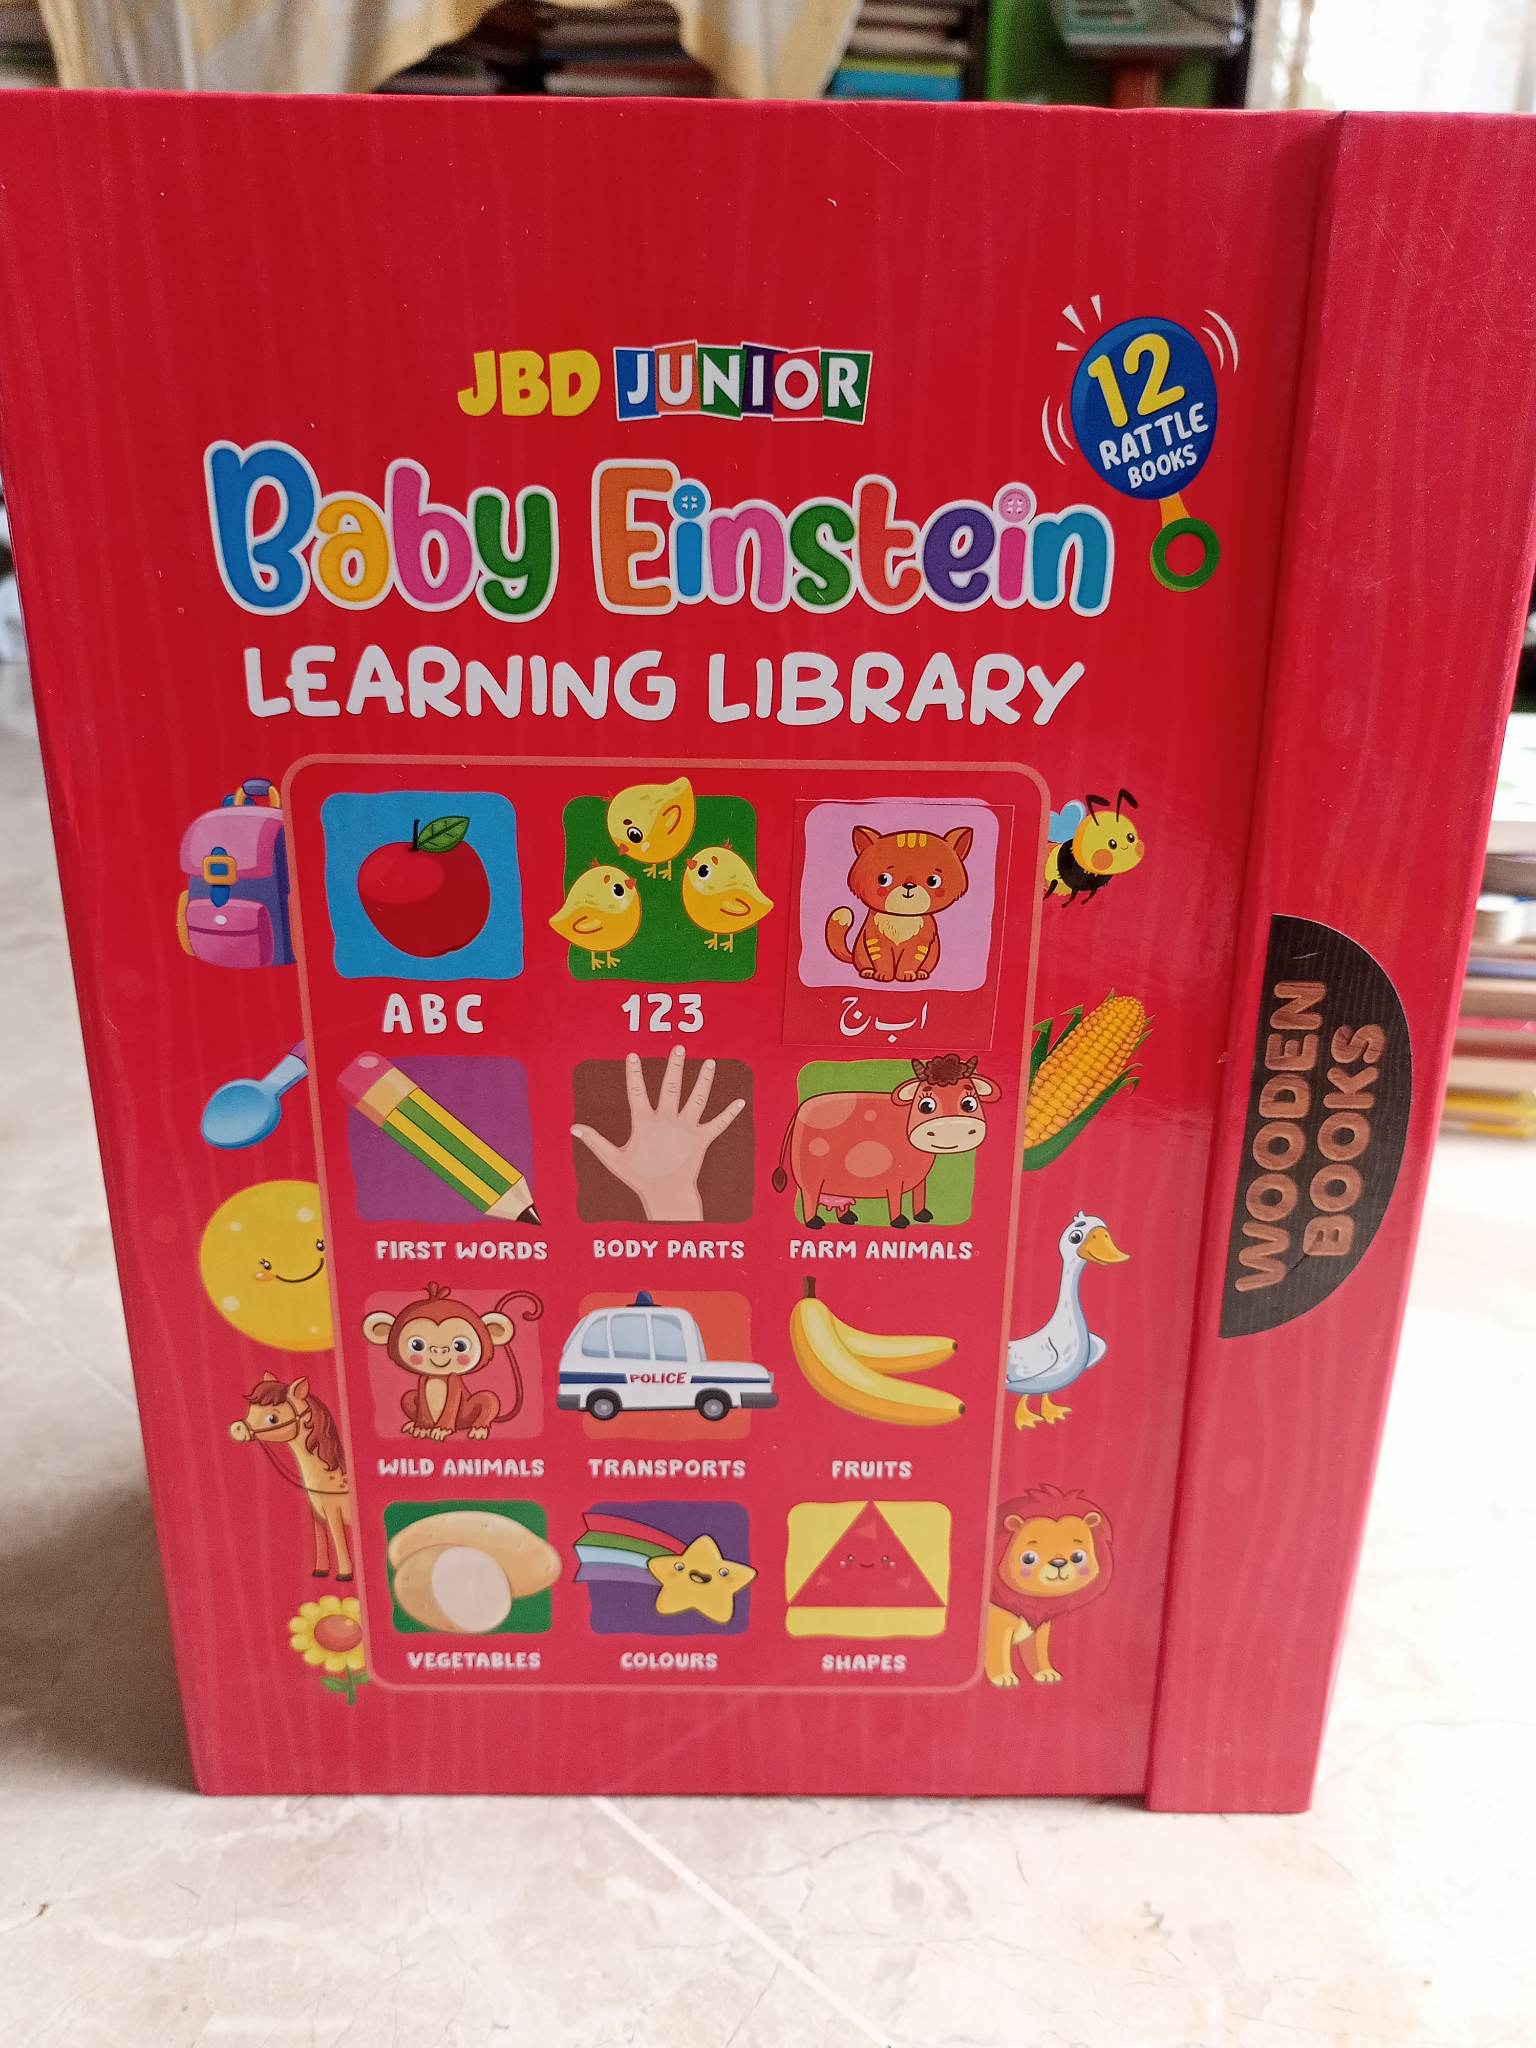 JBD JUNIOR
12
RATTLE
BOOKS
Baby Einstein
LEARNING LIBRARY
ABC
123
ا ب ج
FIRST WORDS
BODY PARTS
FARM ANIMALS
WILD ANIMALS
POLICE
TRANSPORTS
FRUITS
VEGETABLES
COLOURS
SHAPES
WOODEN
BOOKS